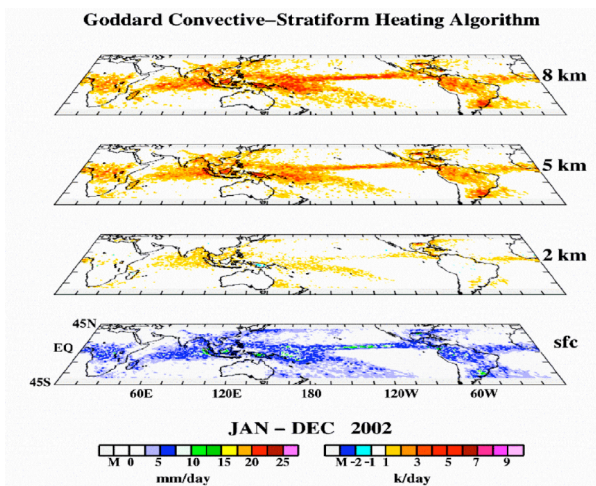 Goddard Convective–Stratiform Heating Algorithm
8 km
5 km
2 km
45N
EQ
45S
sfc
60E 120E 180 120W 60W
JAN – DEC 2002
M 0 5 10 15 20 25
mm/day
M -2 -1 1 3 5 7 9
k/day